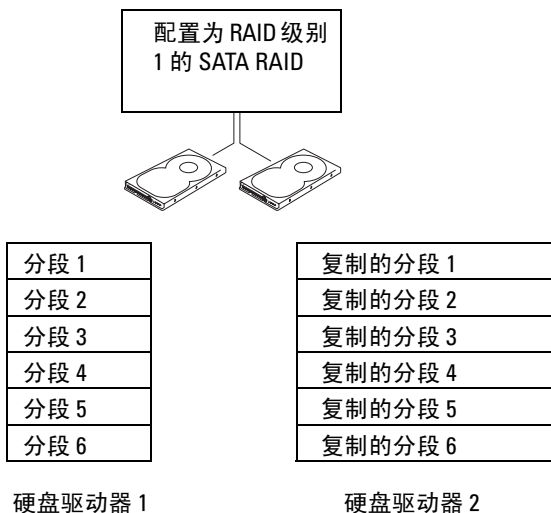 配置为 RAID 级别
1 的 SATA RAID
分段 1
分段 2
分段 3
分段 4
分段 5
分段 6
复制的分段 1
复制的分段 2
复制的分段 3
复制的分段 4
复制的分段 5
复制的分段 6
硬盘驱动器 1
硬盘驱动器 2